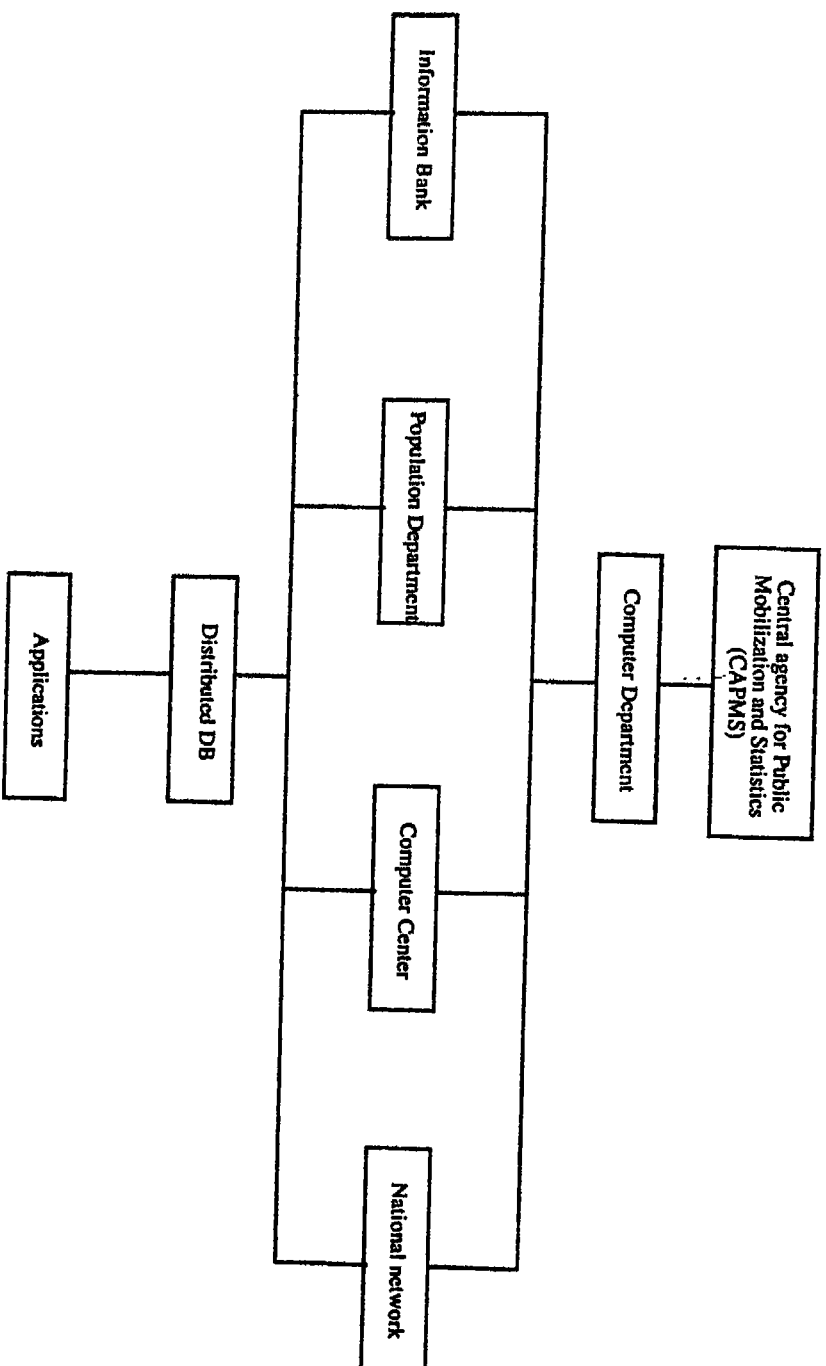 Central agency for Public
Mobilization and Statistics
(CAPMS)
Computer Department
Information Bank
Population Department
Computer Center
National network
Distributed DB
Applications